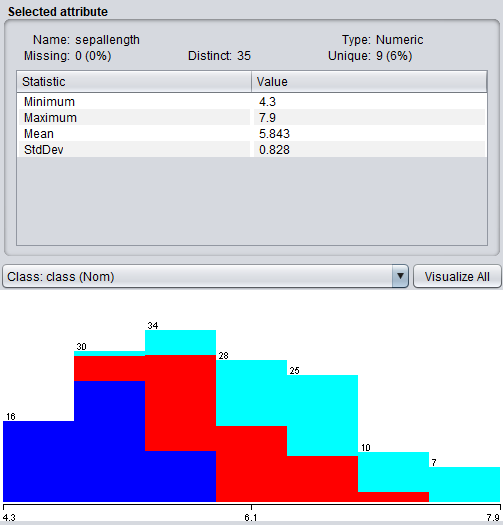 Selected attribute
Name: sepallength Type: Numeric
Missing: 0 (0%) Distinct: 35 Unique: 9 (6%)
Statistic Value
Minimum 4.3
Maximum 7.9
Mean 5.843
StdDev 0.828
Class: class (Nom) Visualize All
16 30 34 28 25 10 7
4.3 6.1 7.9